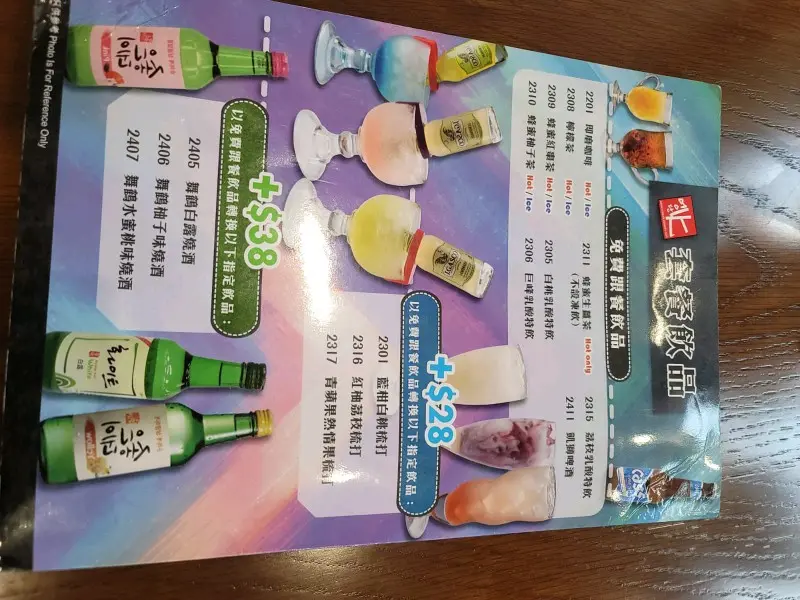 套餐飲品
免費跟餐飲品
2201 即磨咖啡 Hot / Ice
2308 檸檬茶 Hot / Ice
2309 蜂蜜紅棗茶 Hot / Ice
2310 蜂蜜柚子茶 Hot / Ice
2311 蜂蜜生薑茶 Hot only
(不設凍飲)
2305 白桃乳酸特飲
2306 巨峰乳酸特飲
2315 荔枝乳酸特飲
2411 凱獅啤酒
Cass
+$28
以免費跟餐飲品轉換以下指定飲品：
2301 藍柑白桃梳打
2316 紅柚荔枝梳打
2317 青蘋果熱情果梳打
+$38
以免費跟餐飲品轉換以下指定飲品：
2405 舞鶴白露燒酒
2406 舞鶴柚子味燒酒
2407 舞鶴水蜜桃味燒酒
Photo Is For Reference Only